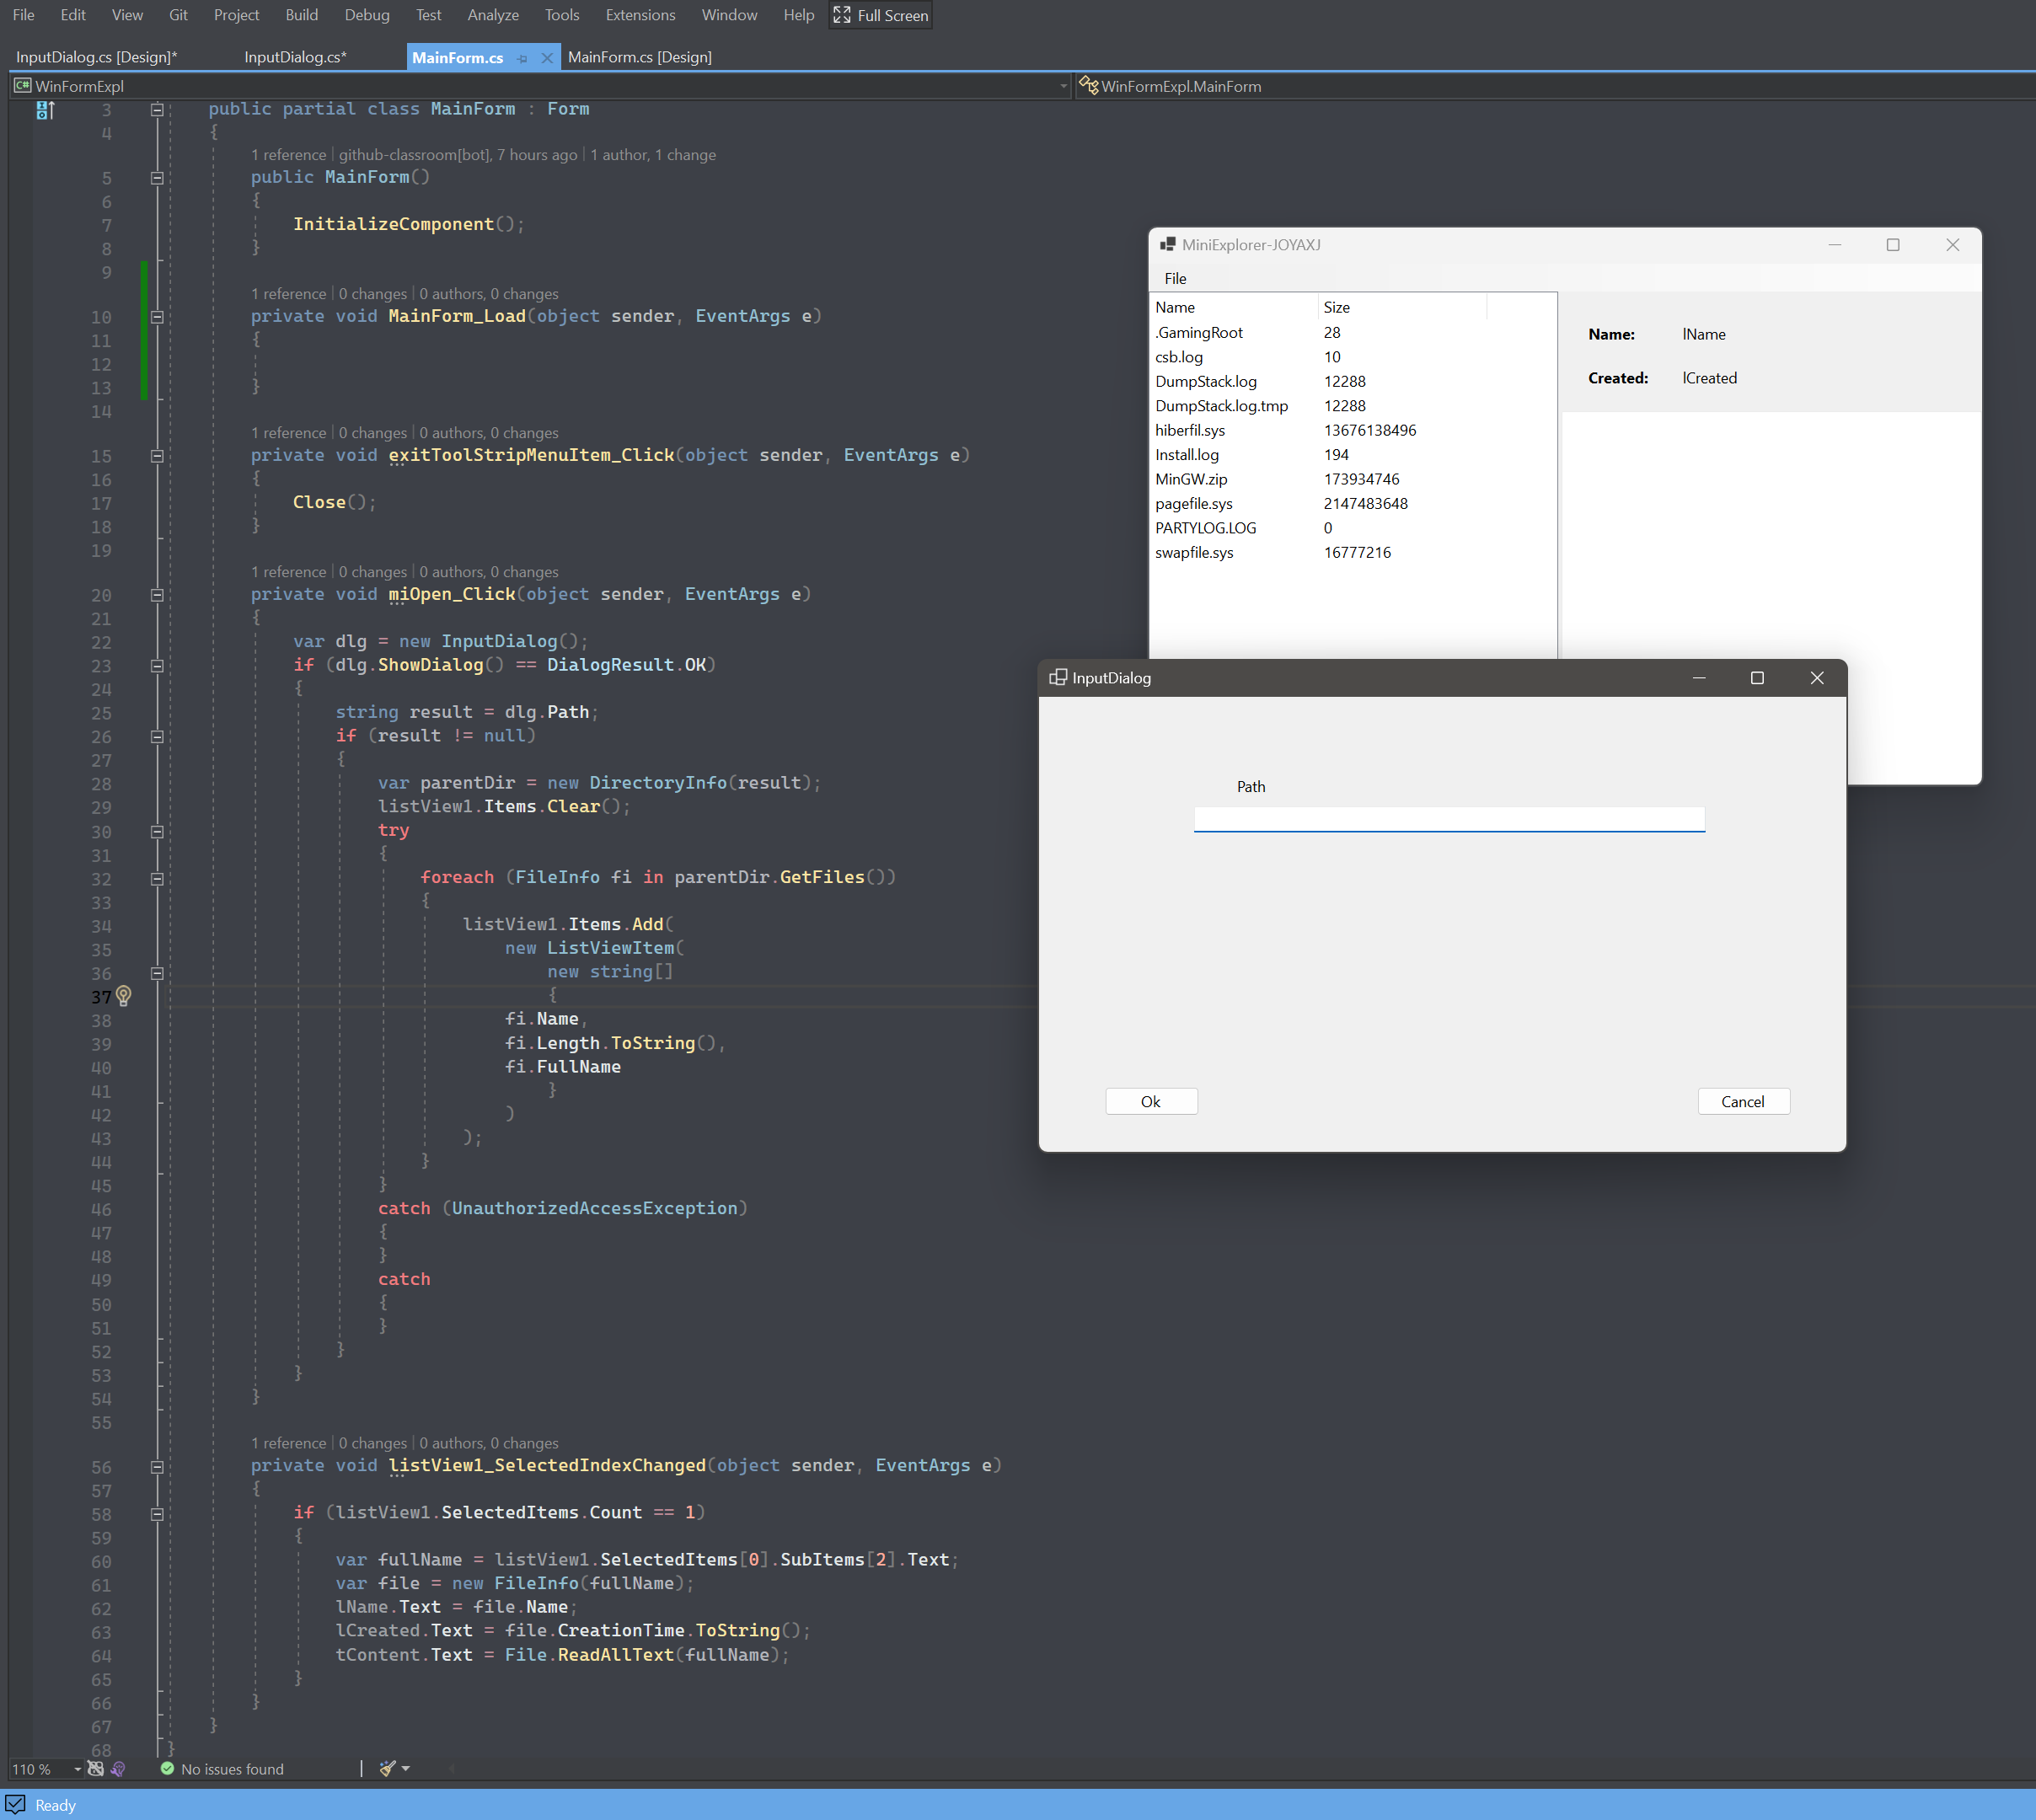 File Edit View Git Project Build Debug Test Analyze Tools Extensions Window Help Full Screen
InputDialog.cs [Design]* InputDialog.cs* MainForm.cs MainForm.cs [Design]
C# WinFormExpl WinFormExpl.MainForm
3 public partial class MainForm : Form
4 {
1 reference | github-classroom[bot], 7 hours ago | 1 author, 1 change
5 public MainForm()
6 {
7 InitializeComponent();
8 }
9
1 reference | 0 changes | 0 authors, 0 changes
10 private void MainForm_Load(object sender, EventArgs e)
11 {
12
13 }
14
1 reference | 0 changes | 0 authors, 0 changes
15 private void exitToolStripMenuItem_Click(object sender, EventArgs e)
16 {
17 Close();
18 }
19
1 reference | 0 changes | 0 authors, 0 changes
20 private void miOpen_Click(object sender, EventArgs e)
21 {
22 var dlg = new InputDialog();
23 if (dlg.ShowDialog() == DialogResult.OK)
24 {
25 string result = dlg.Path;
26 if (result != null)
27 {
28 var parentDir = new DirectoryInfo(result);
29 listView1.Items.Clear();
30 try
31 {
32 foreach (FileInfo fi in parentDir.GetFiles())
33 {
34 listView1.Items.Add(
35 new ListViewItem(
36 new string[]
37 {
38 fi.Name,
39 fi.Length.ToString(),
40 fi.FullName
41 }
42 )
43 );
44 }
45 }
46 catch (UnauthorizedAccessException)
47 {
48 }
49 catch
50 {
51 }
52 }
53 }
54 }
55
1 reference | 0 changes | 0 authors, 0 changes
56 private void listView1_SelectedIndexChanged(object sender, EventArgs e)
57 {
58 if (listView1.SelectedItems.Count == 1)
59 {
60 var fullName = listView1.SelectedItems[0].SubItems[2].Text;
61 var file = new FileInfo(fullName);
62 lName.Text = file.Name;
63 lCreated.Text = file.CreationTime.ToString();
64 tContent.Text = File.ReadAllText(fullName);
65 }
66 }
67 }
68 }
MiniExplorer-JOYAXJ
File
Name Size
.GamingRoot 28
csb.log 10
DumpStack.log 12288
DumpStack.log.tmp 12288
hiberfil.sys 13676138496
Install.log 194
MinGW.zip 173934746
pagefile.sys 2147483648
PARTYLOG.LOG 0
swapfile.sys 16777216
Name: lName
Created: lCreated
InputDialog
Path
Ok Cancel
110 % No issues found
Ready